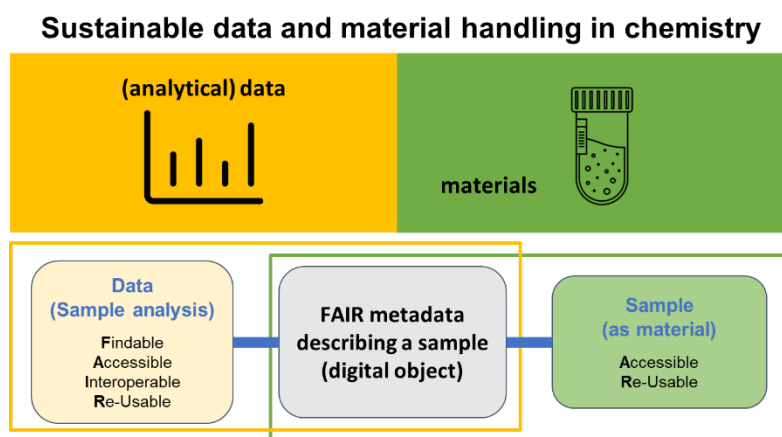 Sustainable data and material handling in chemistry
(analytical) data
materials
Data
(Sample analysis)
Findable
Accessible
Interoperable
Re-Usable
FAIR metadata
describing a sample
(digital object)
Sample
(as material)
Accessible
Re-Usable